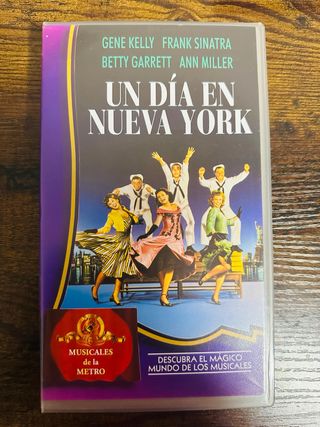 GENE KELLY FRANK SINATRA
BETTY GARRETT ANN MILLER
UN DÍA EN
NUEVA YORK
MUSICALES
de la
METRO
DESCUBRA EL MÁGICO
MUNDO DE LOS MUSICALES